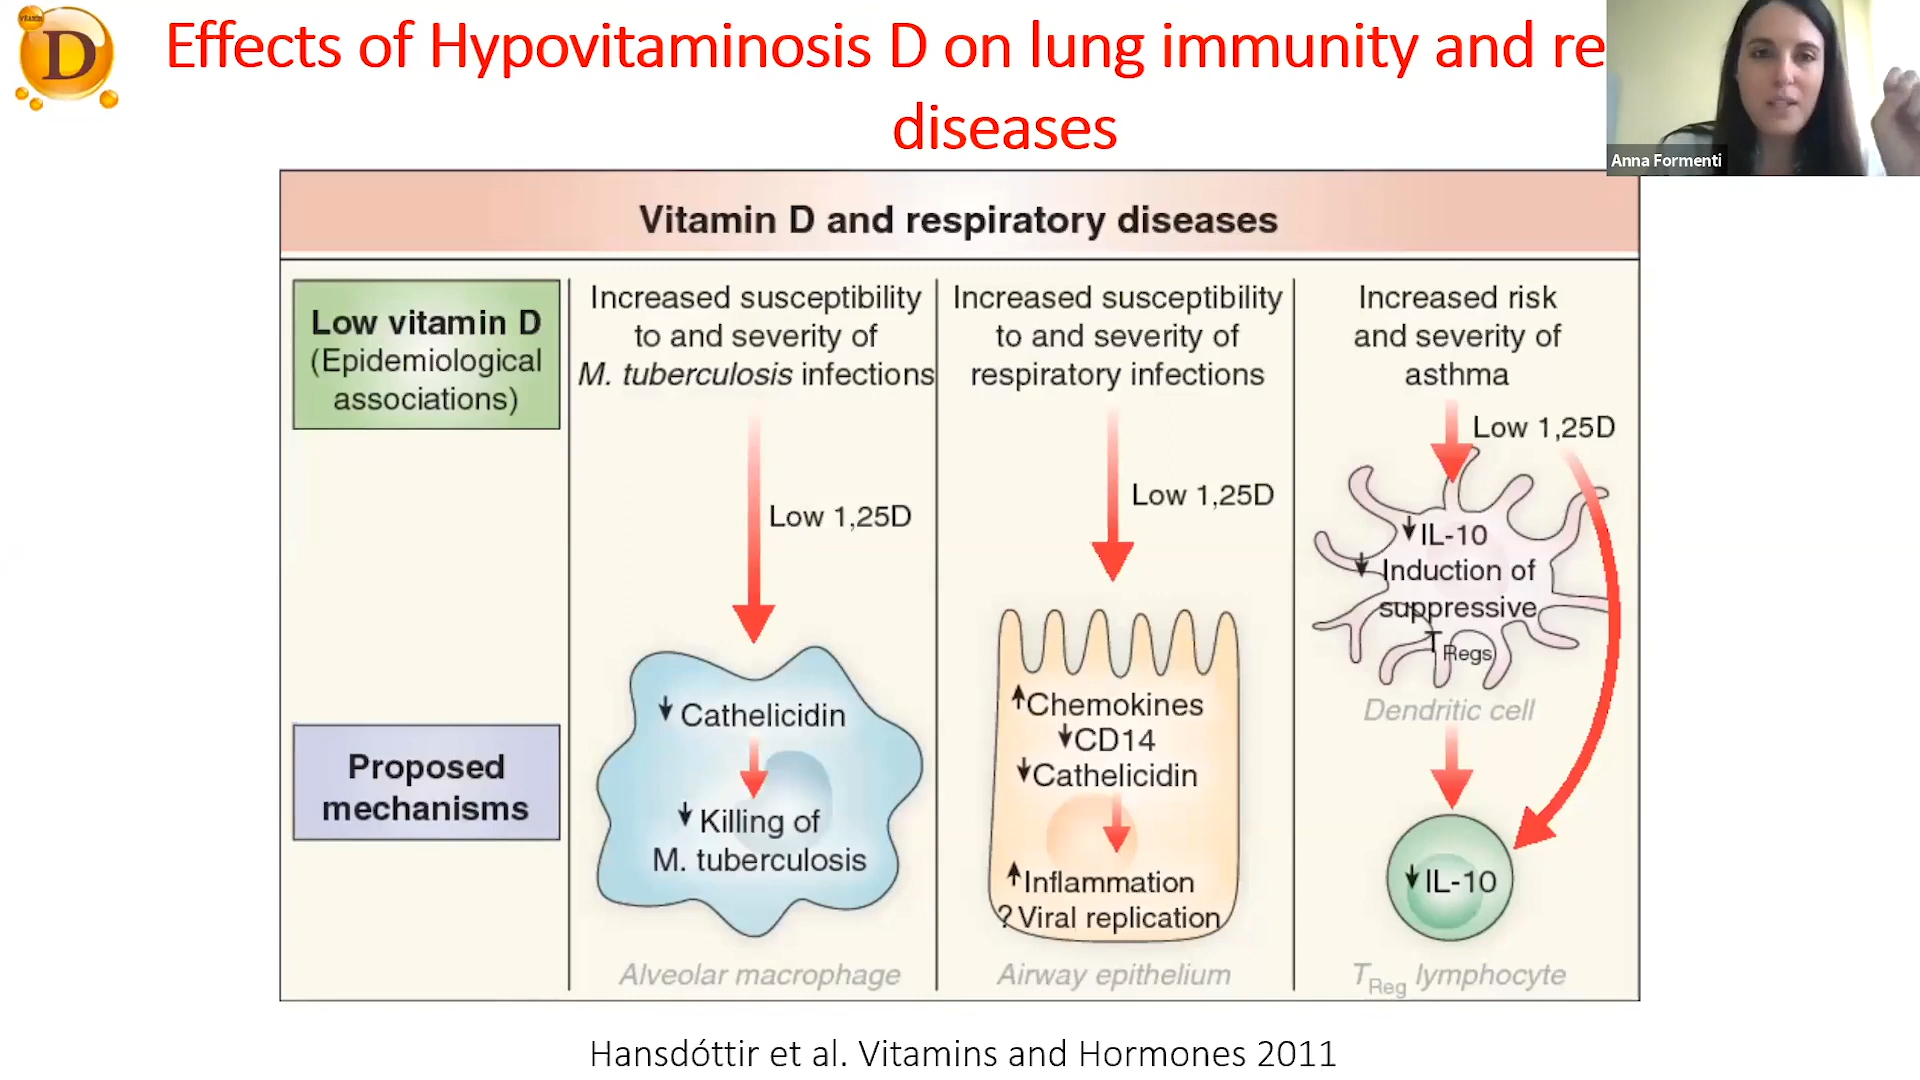 VITAMIN
D
Effects of Hypovitaminosis D on lung immunity and re
diseases
Anna Formenti
Vitamin D and respiratory diseases
Low vitamin D
(Epidemiological
associations)
Increased susceptibility
to and severity of
M. tuberculosis infections
Low 1,25D
Increased susceptibility
to and severity of
respiratory infections
Low 1,25D
Increased risk
and severity of
asthma
Low 1,25D
Proposed
mechanisms
↓ Cathelicidin
↓ Killing of
M. tuberculosis
Alveolar macrophage
↑Chemokines
↓CD14
↓Cathelicidin
↑Inflammation
? Viral replication
Airway epithelium
↓IL-10
↓ Induction of
suppressive
TRegs
Dendritic cell
↓IL-10
TReg lymphocyte
Hansdóttir et al. Vitamins and Hormones 2011